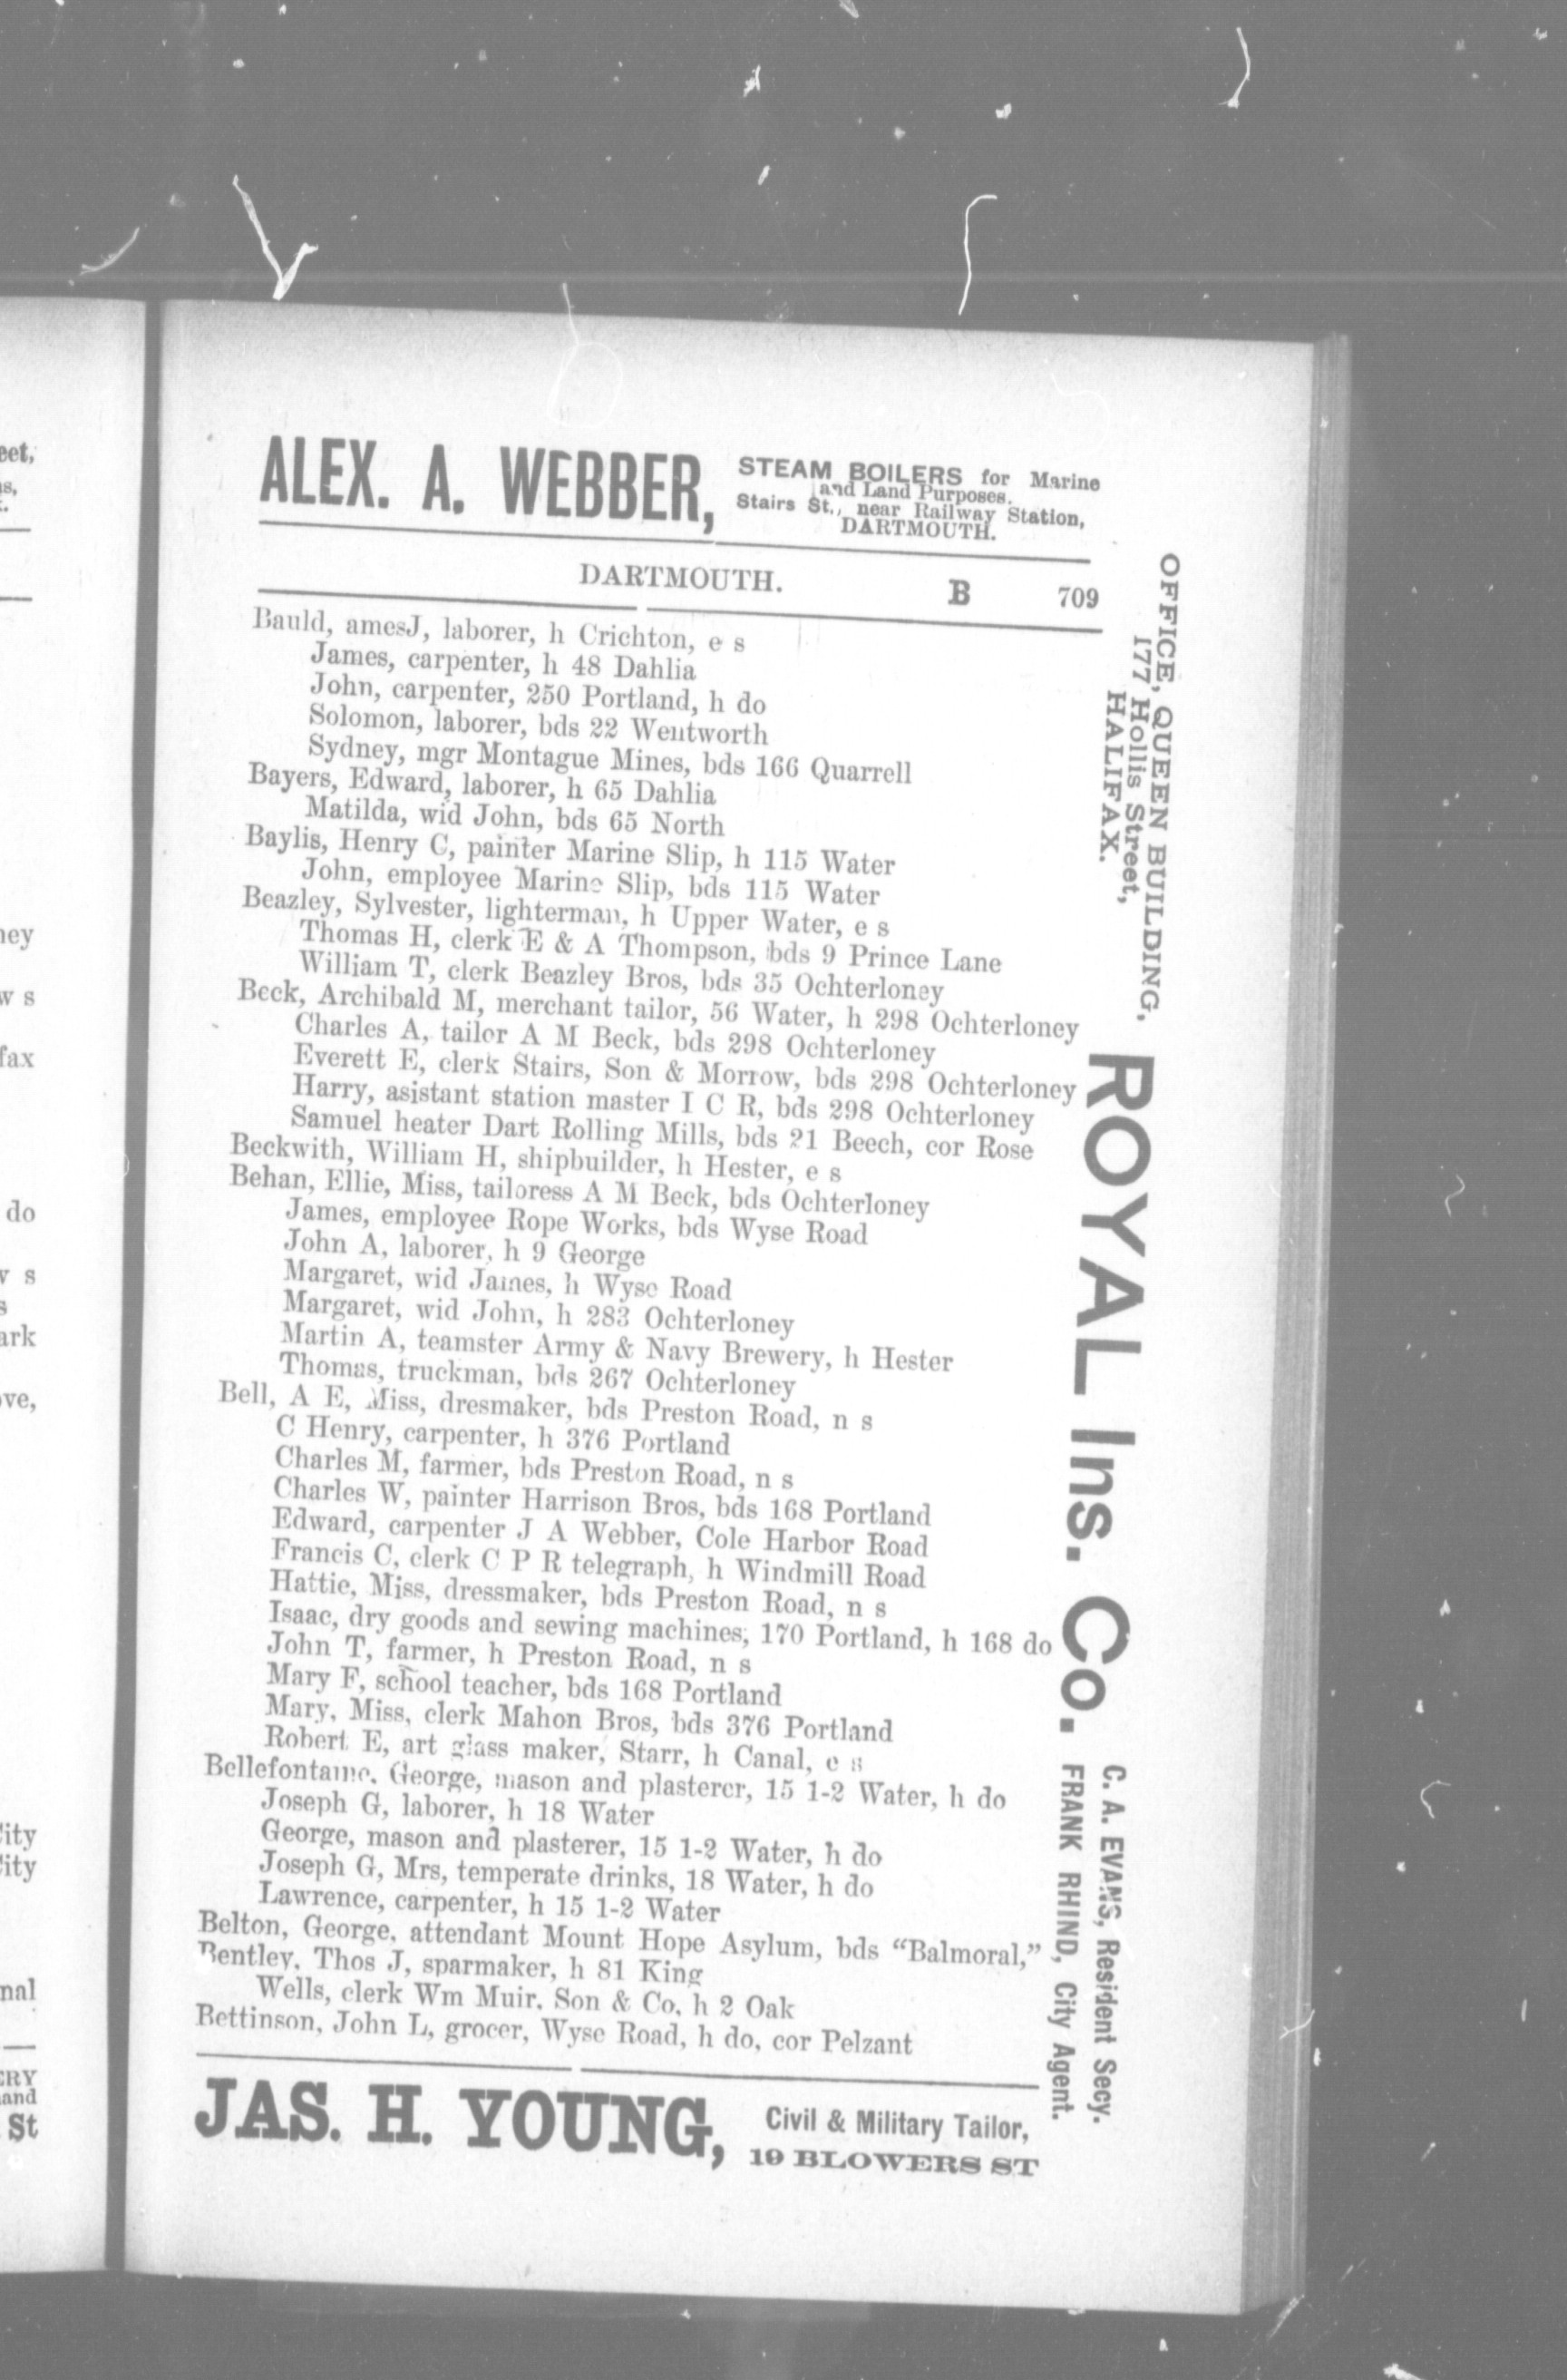 ALEX. A. WEBBER,
STEAM BOILERS for Marine
and Land Purposes.
Stairs St., near Railway Station,
DARTMOUTH.
DARTMOUTH. B 709
Bauld, amesJ, laborer, h Crichton, e s
James, carpenter, h 48 Dahlia
John, carpenter, 250 Portland, h do
Solomon, laborer, bds 22 Wentworth
Sydney, mgr Montague Mines, bds 166 Quarrell
Bayers, Edward, laborer, h 65 Dahlia
Matilda, wid John, bds 65 North
Baylis, Henry C, painter Marine Slip, h 115 Water
John, employee Marine Slip, bds 115 Water
Beazley, Sylvester, lighterman, h Upper Water, e s
Thomas H, clerk E & A Thompson, bds 9 Prince Lane
William T, clerk Beazley Bros, bds 35 Ochterloney
Beck, Archibald M, merchant tailor, 56 Water, h 298 Ochterloney
Charles A, tailor A M Beck, bds 298 Ochterloney
Everett E, clerk Stairs, Son & Morrow, bds 298 Ochterloney
Harry, asistant station master I C R, bds 298 Ochterloney
Samuel heater Dart Rolling Mills, bds 21 Beech, cor Rose
Beckwith, William H, shipbuilder, h Hester, e s
Behan, Ellie, Miss, tailoress A M Beck, bds Ochterloney
James, employee Rope Works, bds Wyse Road
John A, laborer, h 9 George
Margaret, wid James, h Wyse Road
Margaret, wid John, h 283 Ochterloney
Martin A, teamster Army & Navy Brewery, h Hester
Thomas, truckman, bds 267 Ochterloney
Bell, A E, Miss, dresmaker, bds Preston Road, n s
C Henry, carpenter, h 376 Portland
Charles M, farmer, bds Preston Road, n s
Charles W, painter Harrison Bros, bds 168 Portland
Edward, carpenter J A Webber, Cole Harbor Road
Francis C, clerk C P R telegraph, h Windmill Road
Hattie, Miss, dressmaker, bds Preston Road, n s
Isaac, dry goods and sewing machines, 170 Portland, h 168 do
John T, farmer, h Preston Road, n s
Mary F, school teacher, bds 168 Portland
Mary, Miss, clerk Mahon Bros, bds 376 Portland
Robert E, art glass maker, Starr, h Canal, e s
Bellefontaine, George, mason and plasterer, 15 1-2 Water, h do
Joseph G, laborer, h 18 Water
George, mason and plasterer, 15 1-2 Water, h do
Joseph G, Mrs, temperate drinks, 18 Water, h do
Lawrence, carpenter, h 15 1-2 Water
Belton, George, attendant Mount Hope Asylum, bds “Balmoral,”
Bentley, Thos J, sparmaker, h 81 King
Wells, clerk Wm Muir, Son & Co, h 2 Oak
Bettinson, John L, grocer, Wyse Road, h do, cor Pelzant
JAS. H. YOUNG,
Civil & Military Tailor,
19 BLOWERS ST
OFFICE, QUEEN BUILDING,
177 Hollis Street,
HALIFAX.
ROYAL Ins. Co.
C. A. EVANS, Resident Secy.
FRANK RHIND, City Agent.